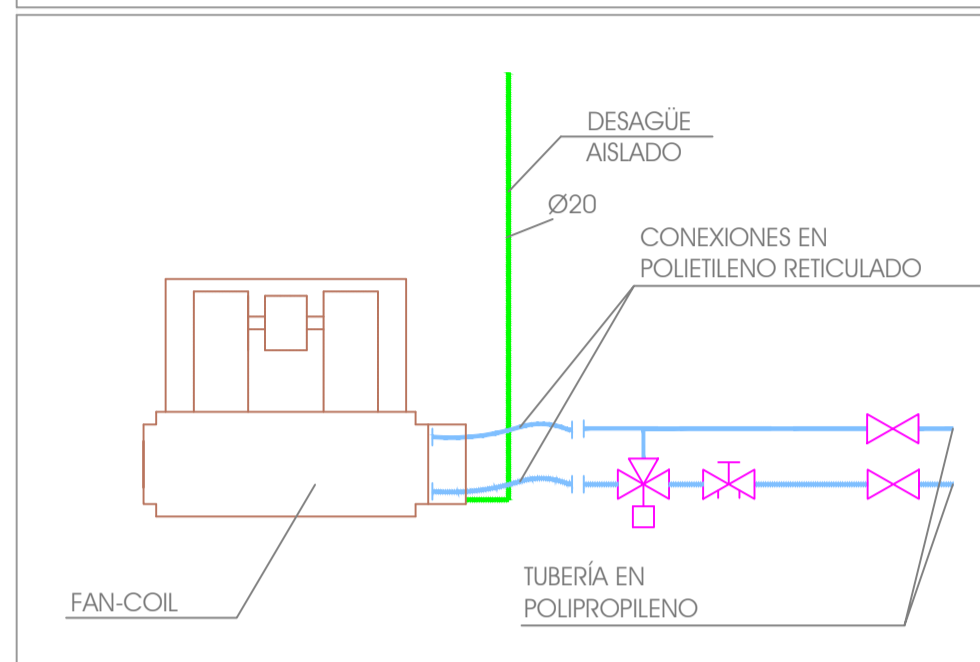 DESAGÜE
AISLADO
Ø20
CONEXIONES EN
POLIETILENO RETICULADO
TUBERÍA EN
POLIPROPILENO
FAN-COIL